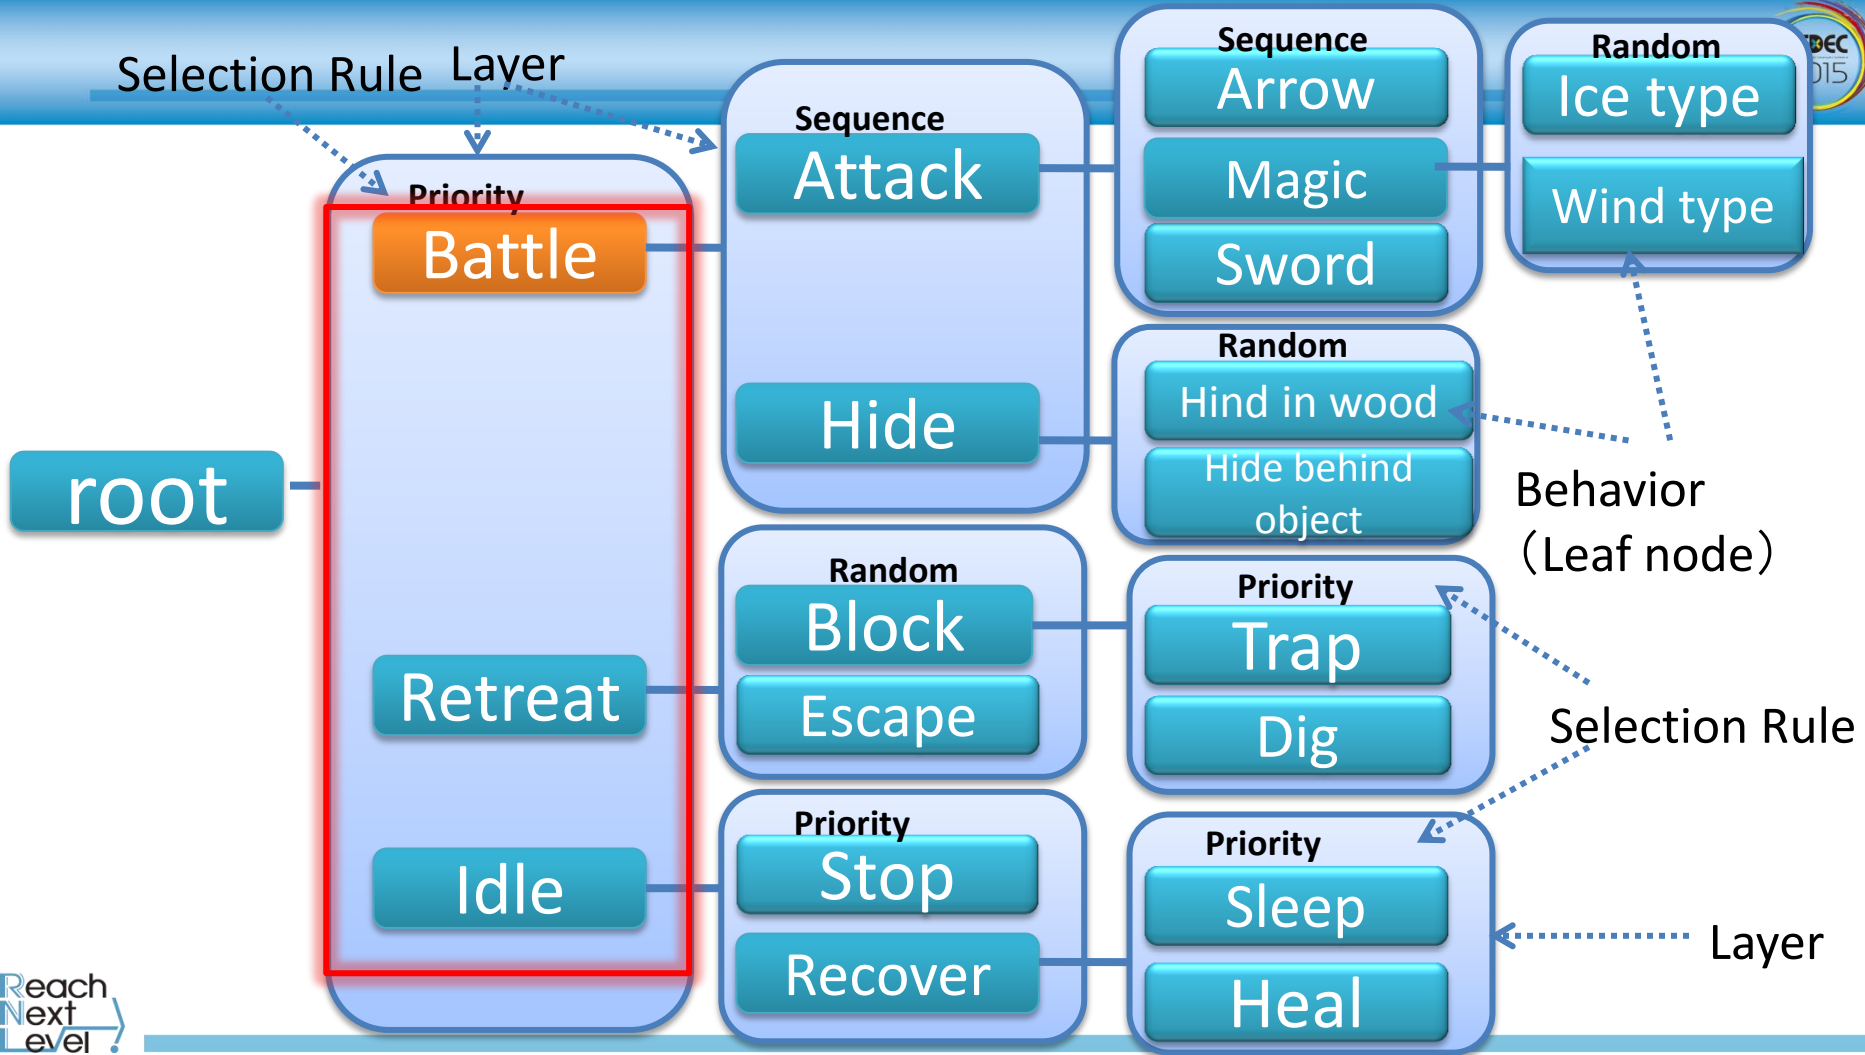 Selection Rule
Layer
Priority
Battle
Retreat
Idle
root
Sequence
Attack
Hide
Sequence
Arrow
Magic
Sword
Random
Ice type
Wind type
Random
Hind in wood
Hide behind
object
Behavior
（Leaf node）
Random
Block
Escape
Priority
Trap
Dig
Selection Rule
Priority
Stop
Recover
Priority
Sleep
Heal
Layer
Reach
Next
Level